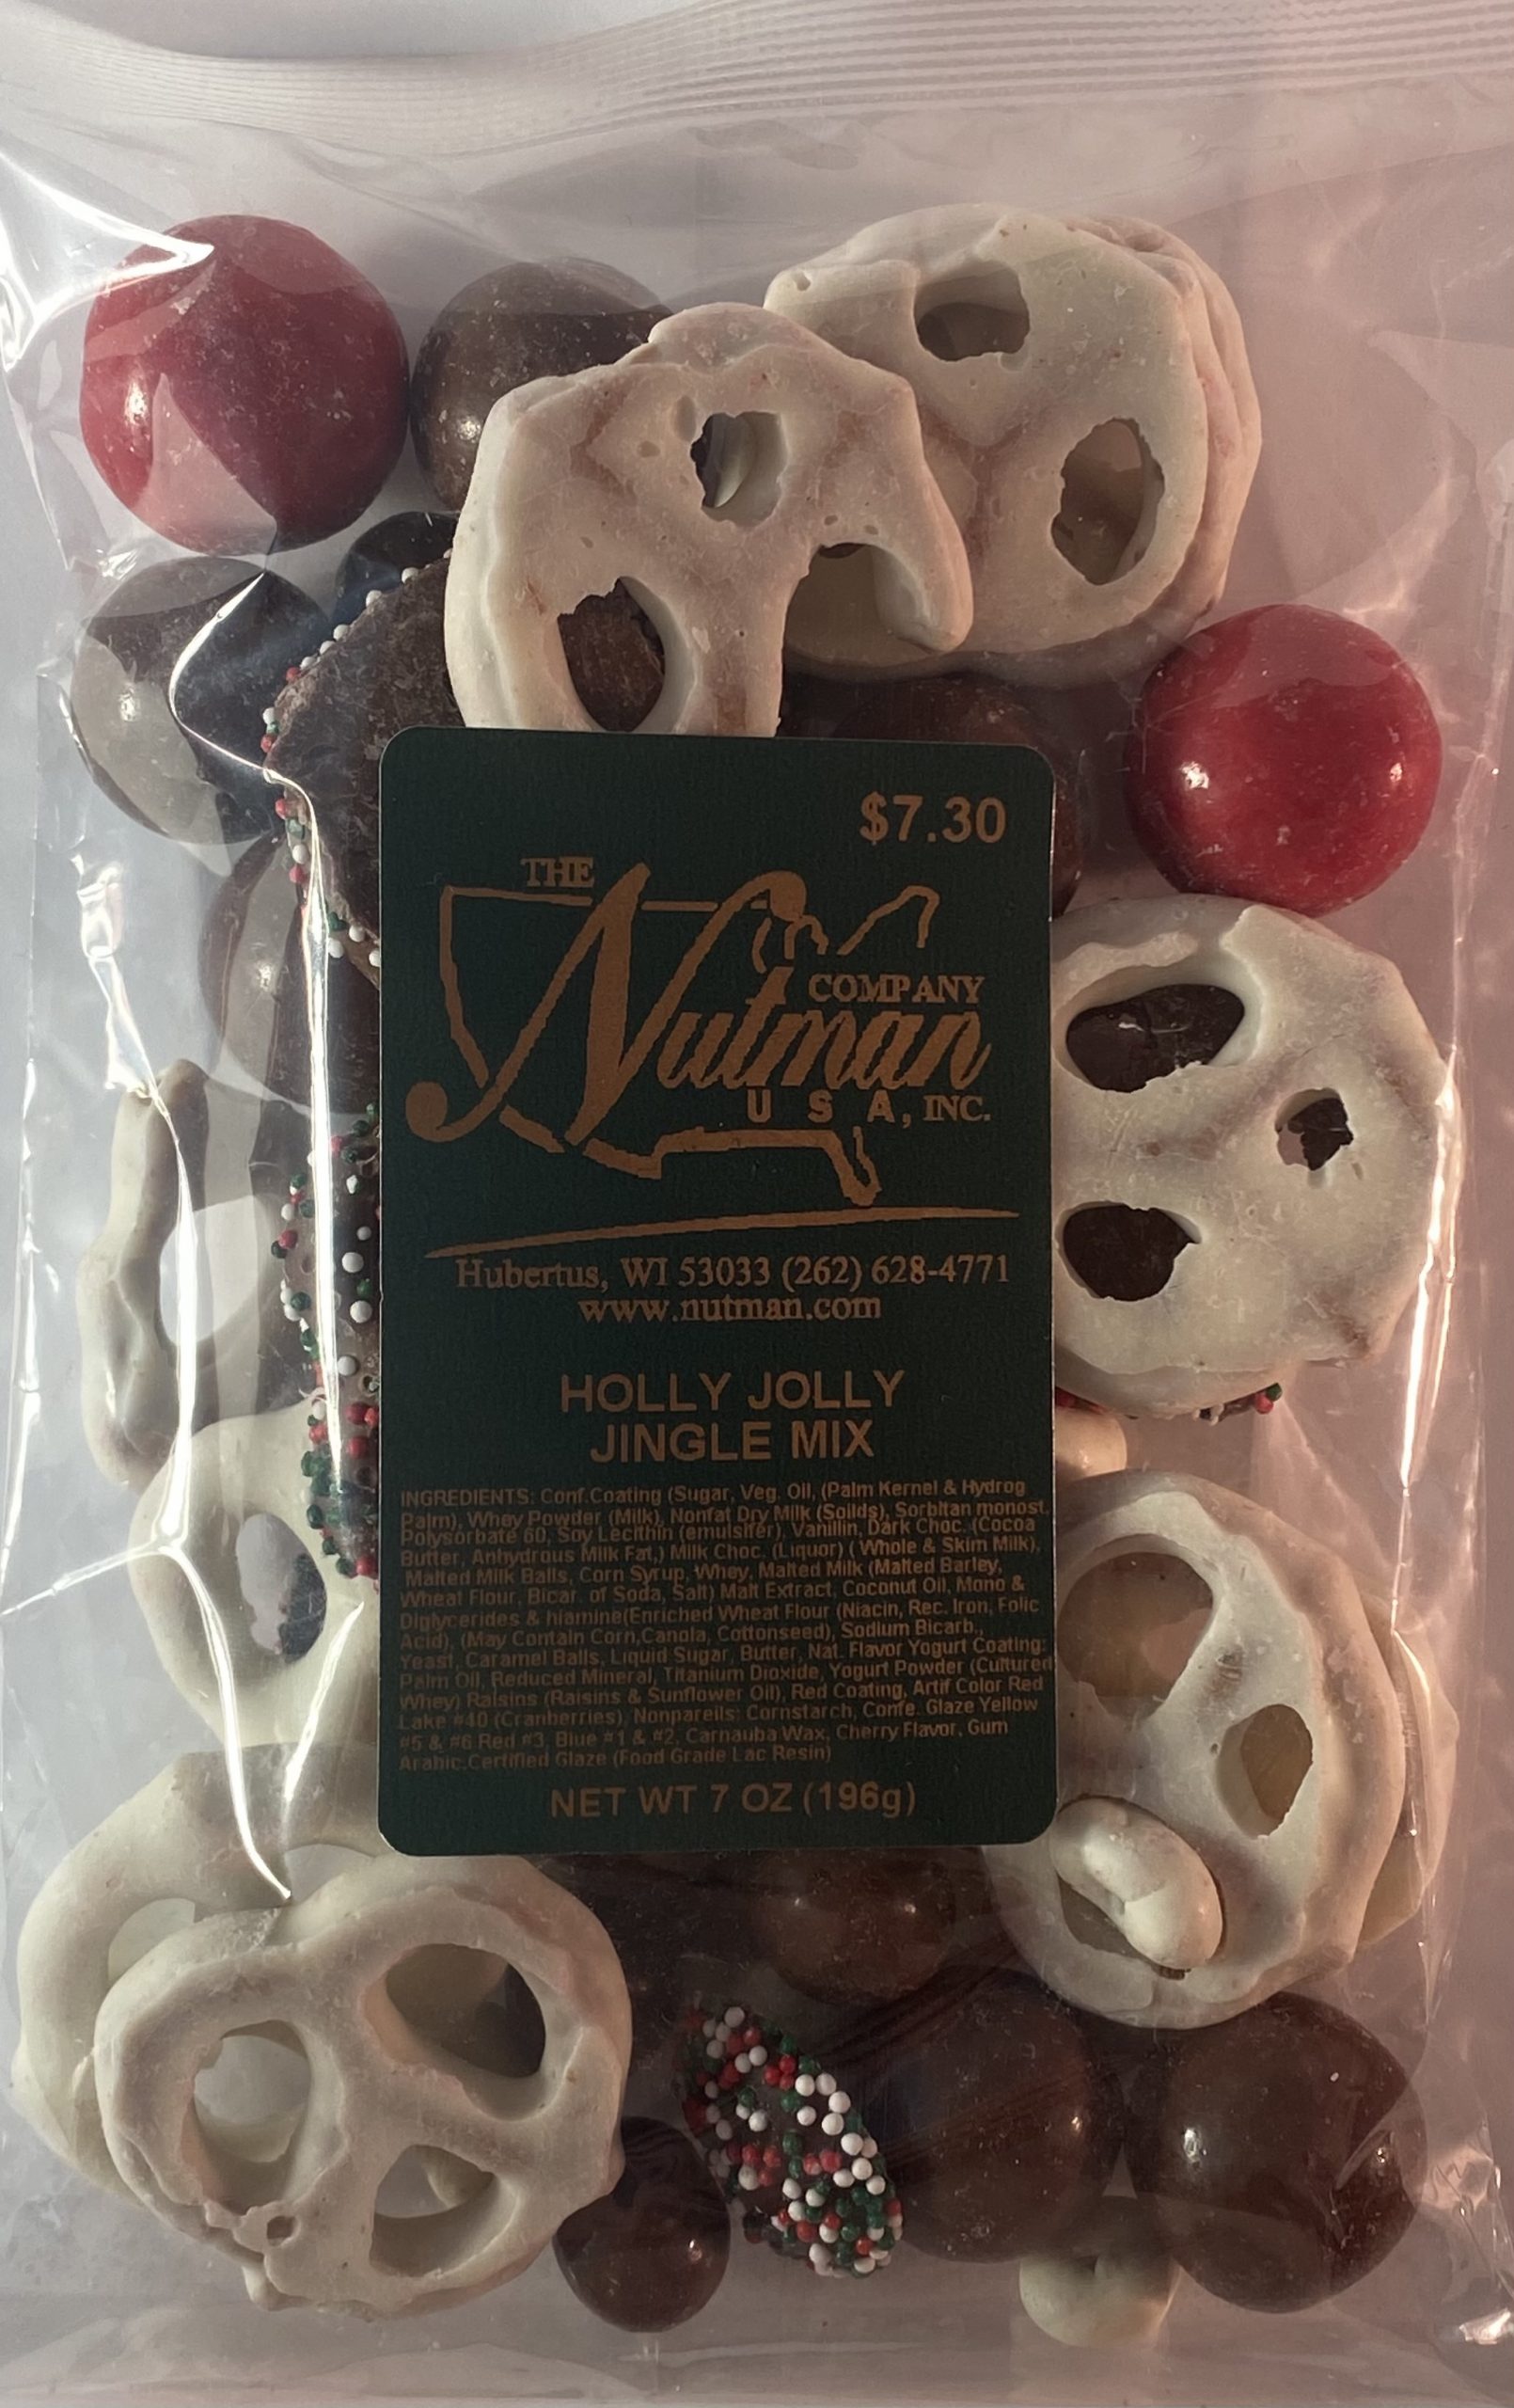 $7.30
THE
Nutman
COMPANY
U S A, INC.
Hubertus, WI 53033 (262) 628-4771
www.nutman.com
HOLLY JOLLY
JINGLE MIX
INGREDIENTS: Conf.Coating (Sugar, Veg. Oil, (Palm Kernel & Hydrog
Palm), Whey Powder (Milk), Nonfat Dry Milk (Soilds), Sorbitan monost.
Polysorbate 60, Soy Lecithin (emulsifer), Vanillin, Dark Choc. (Cocoa
Butter, Anhydrous Milk Fat,) Milk Choc. (Liquor) ( Whole & Skim Milk),
Malted Milk Balls, Corn Syrup, Whey, Malted Milk (Malted Barley,
Wheat Flour, Bicar. of Soda, Salt) Malt Extract, Coconut Oil, Mono &
Diglycerides & hiamine(Enriched Wheat Flour (Niacin, Rec. Iron, Folic
Acid), (May Contain Corn,Canola, Cottonseed), Sodium Bicarb.,
Yeast, Caramel Balls, Liquid Sugar, Butter, Nat. Flavor Yogurt Coating:
Palm Oil, Reduced Mineral, Titanium Dioxide, Yogurt Powder (Cultured
Whey) Raisins (Raisins & Sunflower Oil), Red Coating, Artif Color Red
Lake #40 (Cranberries), Nonpareils: Cornstarch, Confe. Glaze Yellow
#5 & #6 Red #3, Blue #1 & #2, Carnauba Wax, Cherry Flavor, Gum
Arabic.Certified Glaze (Food Grade Lac Resin)
NET WT 7 OZ (196g)